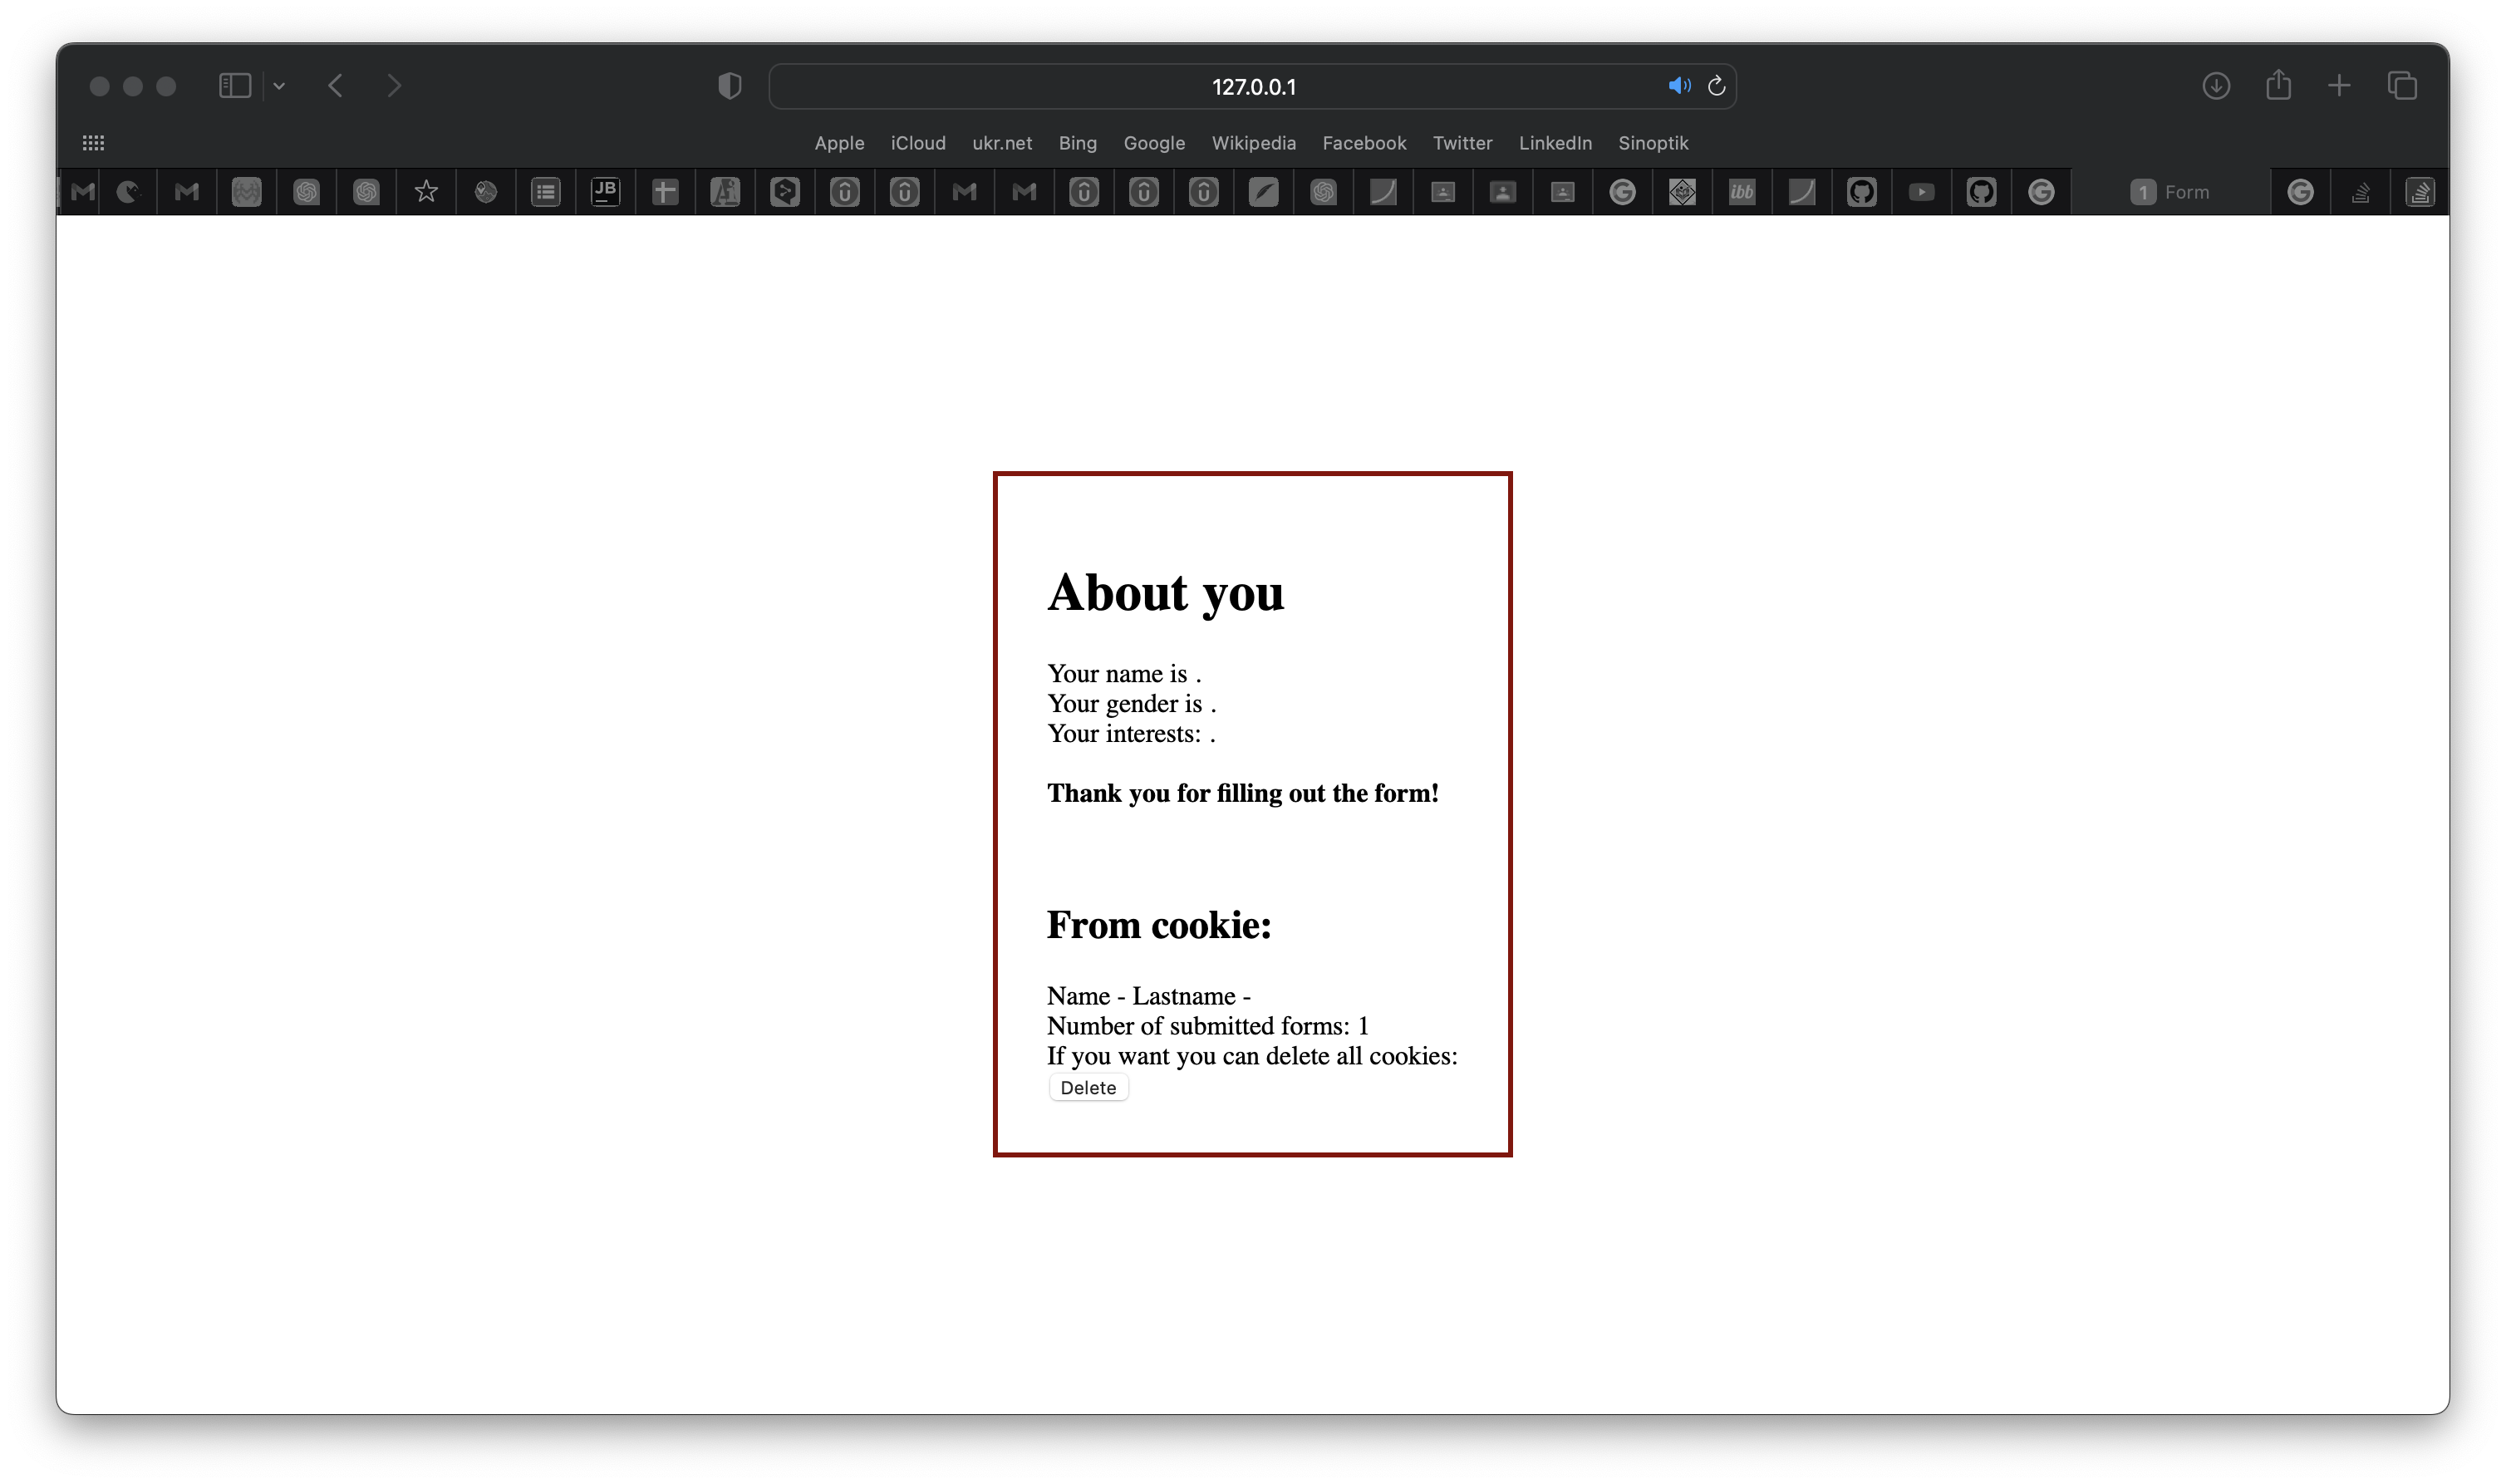 127.0.0.1
Apple iCloud ukr.net Bing Google Wikipedia Facebook Twitter LinkedIn Sinoptik
JB ibb 1 Form
About you
Your name is .
Your gender is .
Your interests: .
Thank you for filling out the form!
From cookie:
Name - Lastname -
Number of submitted forms: 1
If you want you can delete all cookies:
Delete